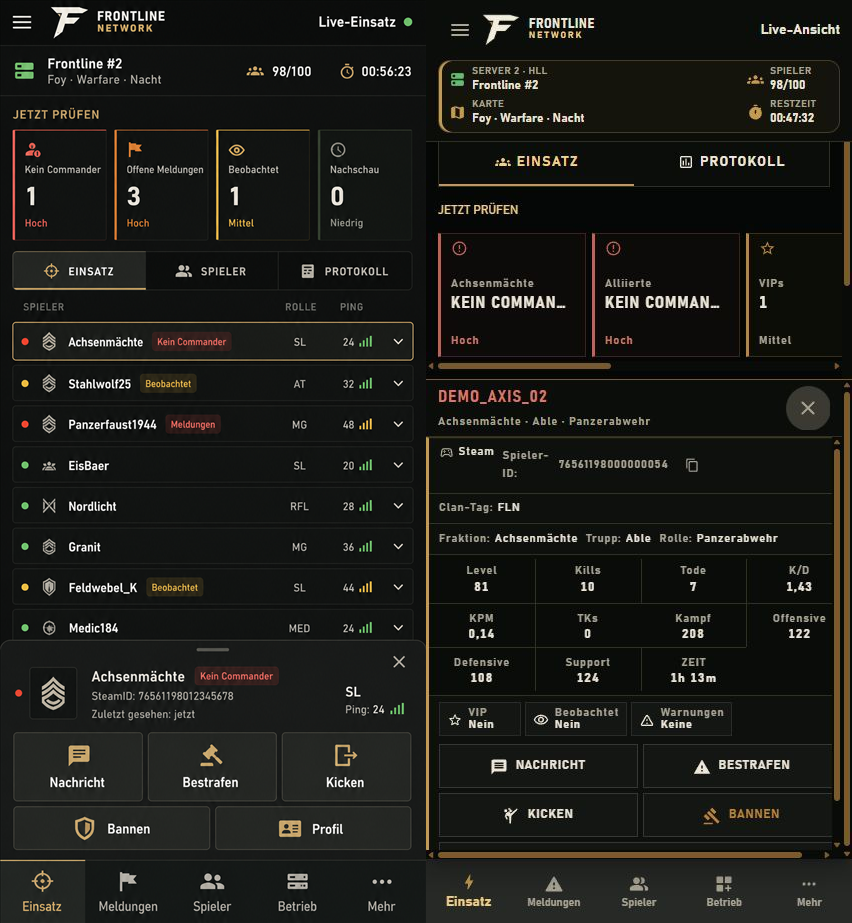 FRONTLINE
NETWORK
Live-Einsatz
Frontline #2
Foy · Warfare · Nacht
98/100
00:56:23
JETZT PRÜFEN
Kein Commander
1
Hoch
Offene Meldungen
3
Hoch
Beobachtet
1
Mittel
Nachschau
0
Niedrig
EINSATZ
SPIELER
PROTOKOLL
SPIELER ROLLE PING
Achsenmächte Kein Commander SL 24
Stahlwolf25 Beobachtet AT 32
Panzerfaust1944 Meldungen MG 48
EisBaer SL 20
Nordlicht RFL 28
Granit MG 36
Feldwebel_K Beobachtet SL 44
Medic184 MED 24
Achsenmächte Kein Commander
SteamID: 76561198012345678
Zuletzt gesehen: jetzt
SL
Ping: 24
Nachricht
Bestrafen
Kicken
Bannen
Profil
Einsatz
Meldungen
Spieler
Betrieb
Mehr
FRONTLINE
NETWORK
Live-Ansicht
SERVER 2 · HLL
Frontline #2
SPIELER
98/100
KARTE
Foy · Warfare · Nacht
RESTZEIT
00:47:32
EINSATZ
PROTOKOLL
JETZT PRÜFEN
Achsenmächte
KEIN COMMAN…
Hoch
Alliierte
KEIN COMMAN…
Hoch
VIPs
1
Mittel
DEMO_AXIS_02
Achsenmächte · Able · Panzerabwehr
Steam
Spieler-
ID:
76561198000000054
Clan-Tag: FLN
Fraktion: Achsenmächte Trupp: Able Rolle: Panzerabwehr
Level
81
Kills
10
Tode
7
K/D
1,43
KPM
0,14
TKs
0
Kampf
208
Offensive
122
Defensive
108
Support
124
ZEIT
1h 13m
VIP
Nein
Beobachtet
Nein
Warnungen
Keine
NACHRICHT
BESTRAFEN
KICKEN
BANNEN
Einsatz
Meldungen
Spieler
Betrieb
Mehr